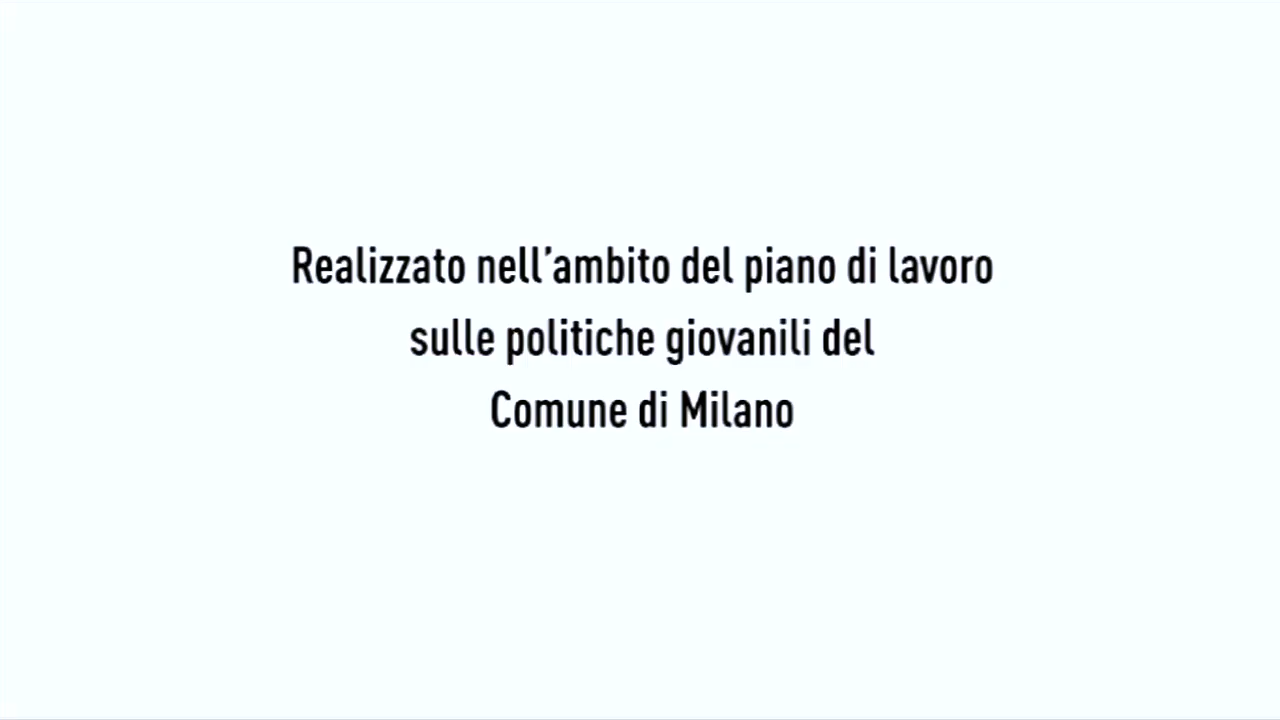 Realizzato nell’ambito del piano di lavoro
sulle politiche giovanili del
Comune di Milano